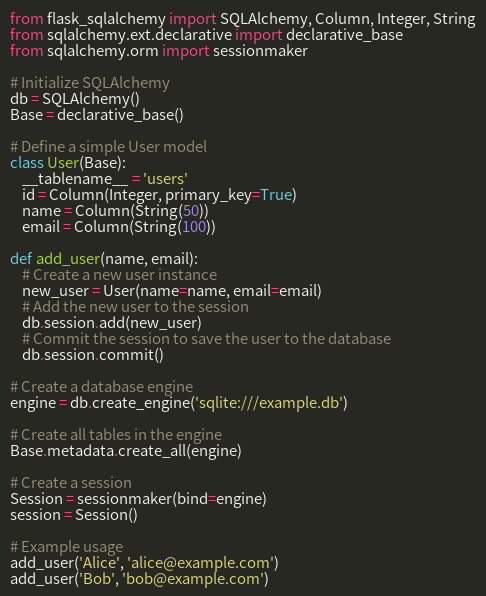 from flask_sqlalchemy import SQLAlchemy, Column, Integer, String
from sqlalchemy.ext.declarative import declarative_base
from sqlalchemy.orm import sessionmaker

# Initialize SQLAlchemy
db = SQLAlchemy()
Base = declarative_base()

# Define a simple User model
class User(Base):
    __tablename__ = 'users'
    id = Column(Integer, primary_key=True)
    name = Column(String(50))
    email = Column(String(100))

def add_user(name, email):
    # Create a new user instance
    new_user = User(name=name, email=email)
    # Add the new user to the session
    db.session.add(new_user)
    # Commit the session to save the user to the database
    db.session.commit()

# Create a database engine
engine = db.create_engine('sqlite:///example.db')

# Create all tables in the engine
Base.metadata.create_all(engine)

# Create a session
Session = sessionmaker(bind=engine)
session = Session()

# Example usage
add_user('Alice', 'alice@example.com')
add_user('Bob', 'bob@example.com')